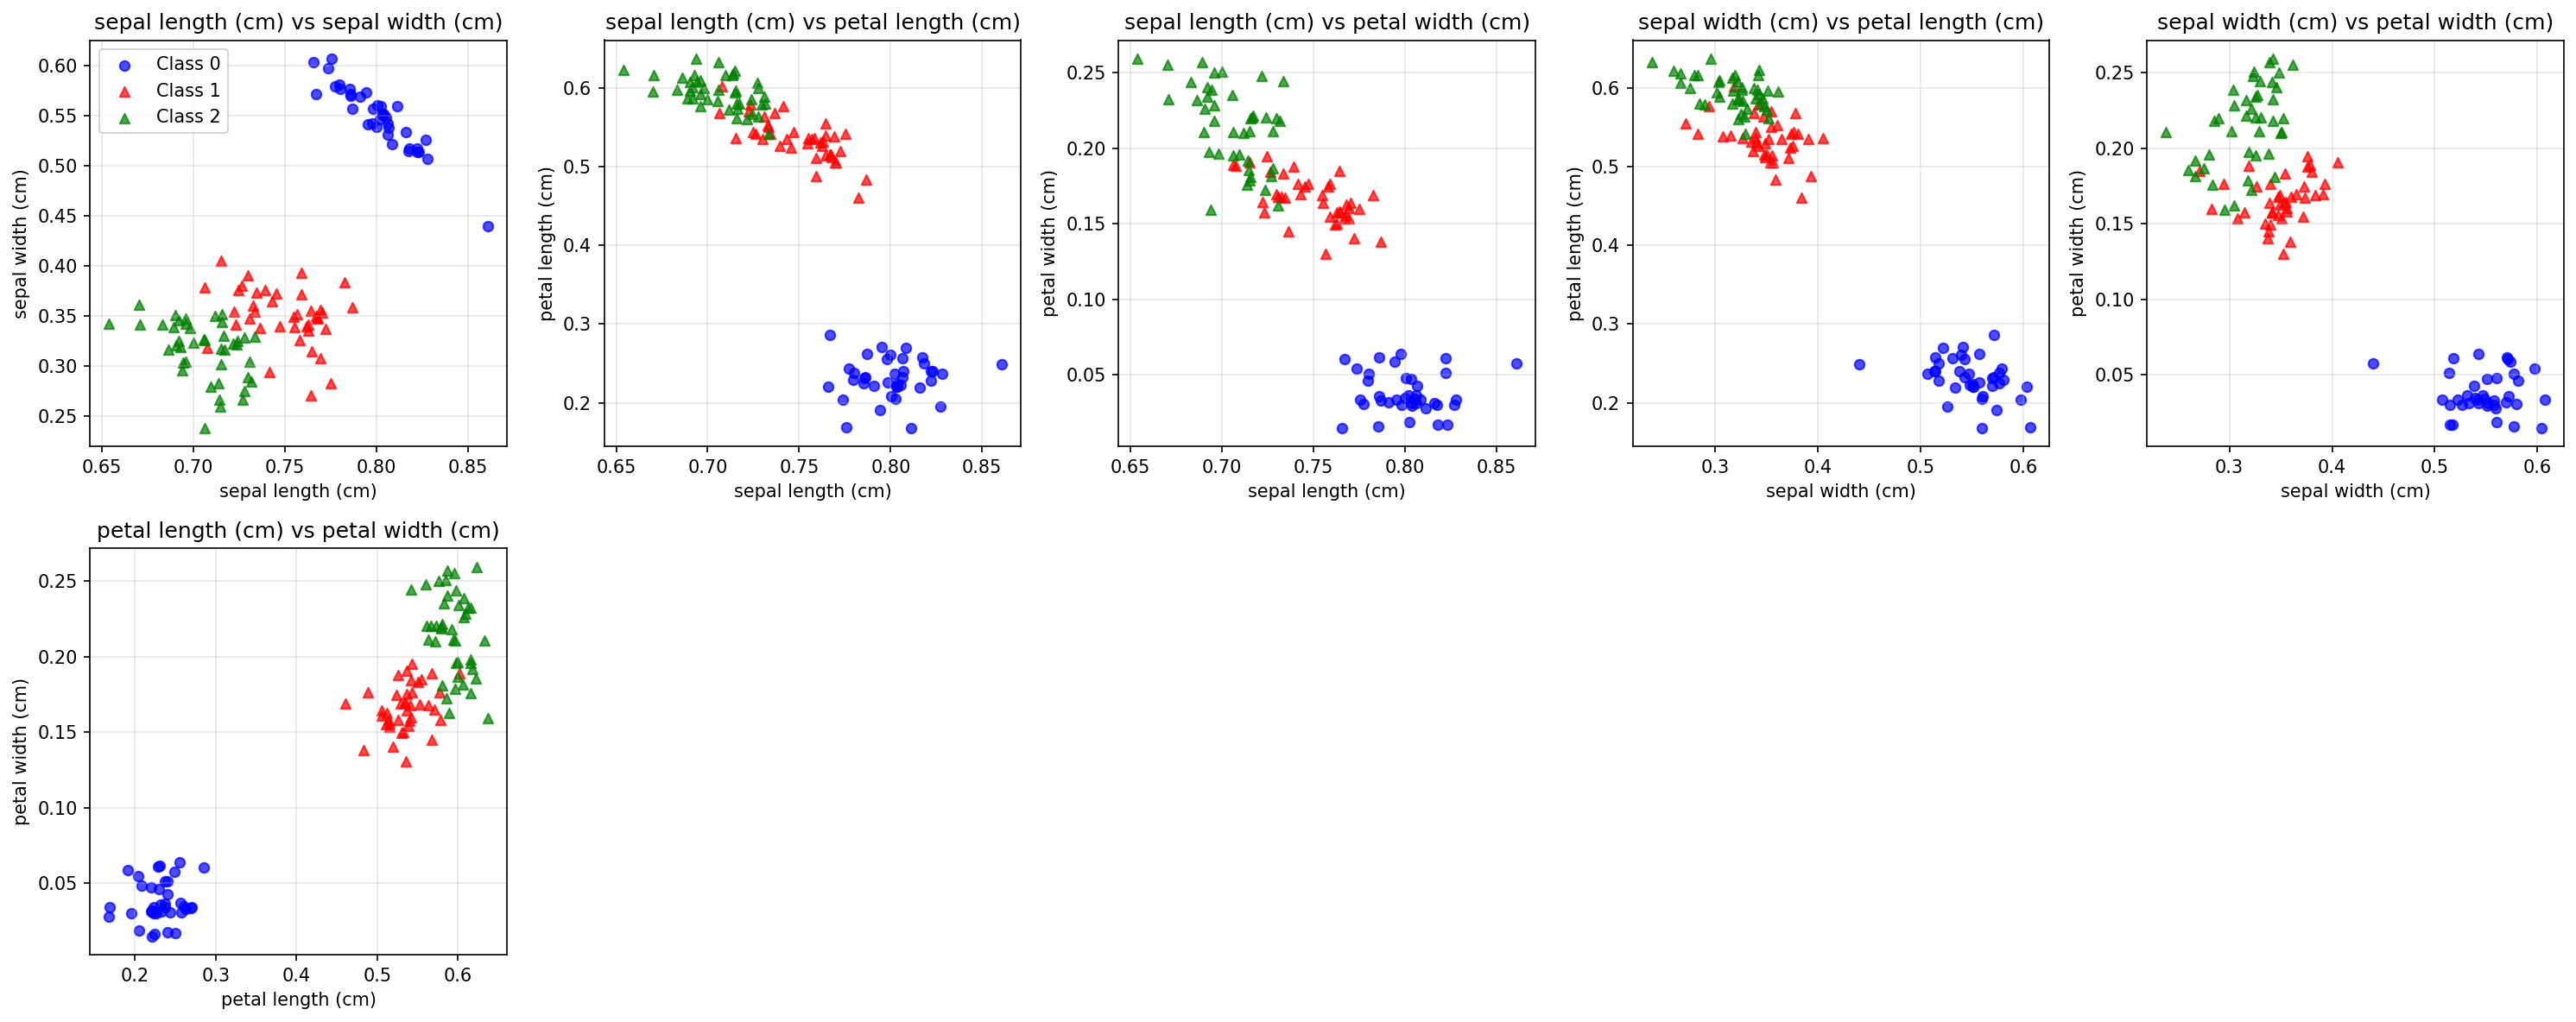 sepal length (cm) vs sepal width (cm)
sepal width (cm)
0.60
0.55
0.50
0.45
0.40
0.35
0.30
0.25
Class 0
Class 1
Class 2
0.65 0.70 0.75 0.80 0.85
sepal length (cm)
sepal length (cm) vs petal length (cm)
petal length (cm)
0.6
0.5
0.4
0.3
0.2
0.65 0.70 0.75 0.80 0.85
sepal length (cm)
sepal length (cm) vs petal width (cm)
petal width (cm)
0.25
0.20
0.15
0.10
0.05
0.65 0.70 0.75 0.80 0.85
sepal length (cm)
sepal width (cm) vs petal length (cm)
petal length (cm)
0.6
0.5
0.4
0.3
0.2
0.3 0.4 0.5 0.6
sepal width (cm)
sepal width (cm) vs petal width (cm)
petal width (cm)
0.25
0.20
0.15
0.10
0.05
0.3 0.4 0.5 0.6
sepal width (cm)
petal length (cm) vs petal width (cm)
petal width (cm)
0.25
0.20
0.15
0.10
0.05
0.2 0.3 0.4 0.5 0.6
petal length (cm)